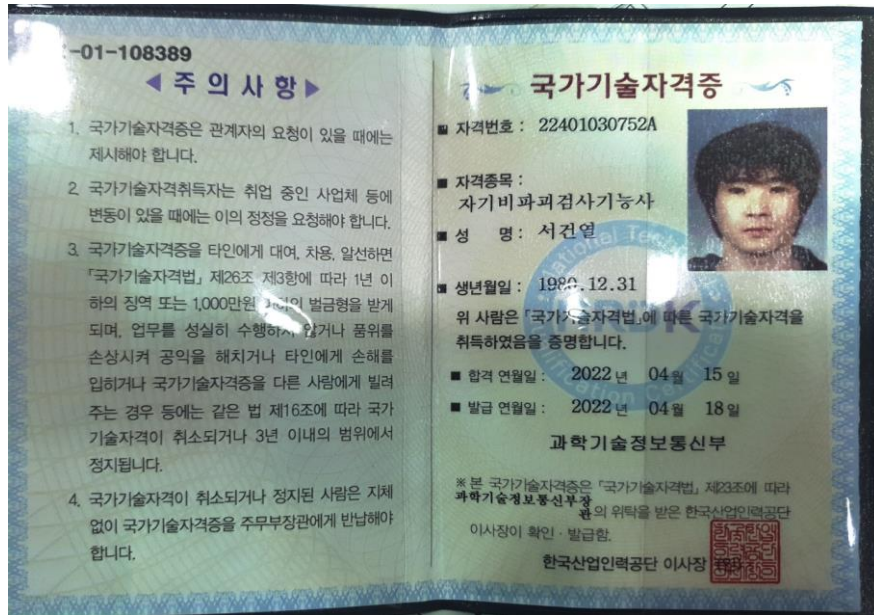 -01-108389
◀ 주 의 사 항 ▶
1. 국가기술자격증은 관계자의 요청이 있을 때에는
제시해야 합니다.
2. 국가기술자격취득자는 취업 중인 사업체 등에
변동이 있을 때에는 이의 정정을 요청해야 합니다.
3. 국가기술자격증을 타인에게 대여, 차용, 알선하면
「국가기술자격법」 제26조 제3항에 따라 1년 이
하의 징역 또는 1,000만원 이하의 벌금형을 받게
되며, 업무를 성실히 수행하지 않거나 품위를
손상시켜 공익을 해치거나 타인에게 손해를
입히거나 국가기술자격증을 다른 사람에게 빌려
주는 경우 등에는 같은 법 제16조에 따라 국가
기술자격이 취소되거나 3년 이내의 범위에서
정지됩니다.
4. 국가기술자격이 취소되거나 정지된 사람은 지체
없이 국가기술자격증을 주무부장관에게 반납해야
합니다.
국가기술자격증
■ 자격번호 : 22401030752A
■ 자격종목 :
자기비파괴검사기능사
■ 성 명 : 서건열
■ 생년월일 : 1980.12.31
위 사람은 「국가기술자격법」에 따른 국가기술자격을
취득하였음을 증명합니다.
■ 합격 연월일 : 2022 년 04 월 15 일
■ 발급 연월일 : 2022 년 04 월 18 일
과학기술정보통신부
※ 본 국가기술자격증은 「국가기술자격법」 제23조에 따라
과학기술정보통신부장
관의 위탁을 받은 한국산업인력공단
이사장이 확인 · 발급함.
한국산업인력공단 이사장